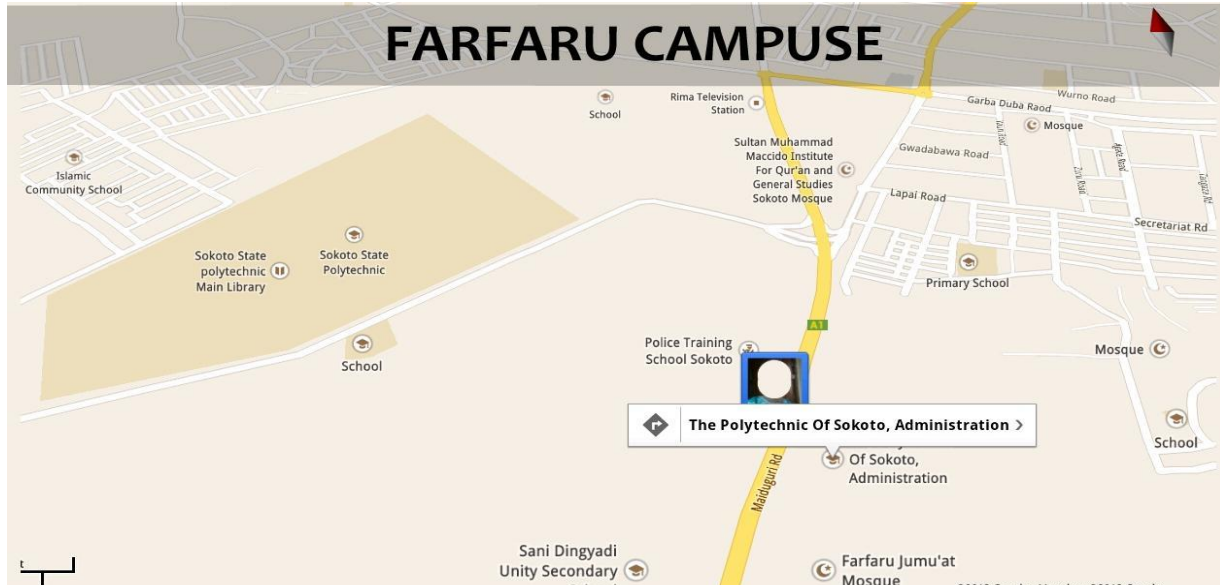 FARFARU CAMPUSE
Rima Television
Station
School
Garba Duba Raod
Wurno Road
Mosque
Gwadabawa Road
Sultan Muhammad
Maccido Institute
For Qur'an and
General Studies
Sokoto Mosque
Islamic
Community School
Lapai Road
Zaru Road
Secretariat Rd
Sokoto State
polytechnic
Main Library
Sokoto State
Polytechnic
Primary School
A1
Police Training
School Sokoto
Mosque
School
The Polytechnic Of Sokoto, Administration
Of Sokoto,
Administration
School
Maiduguri Rd
Sani Dingyadi
Unity Secondary
Farfaru Jumu'at
Mosque